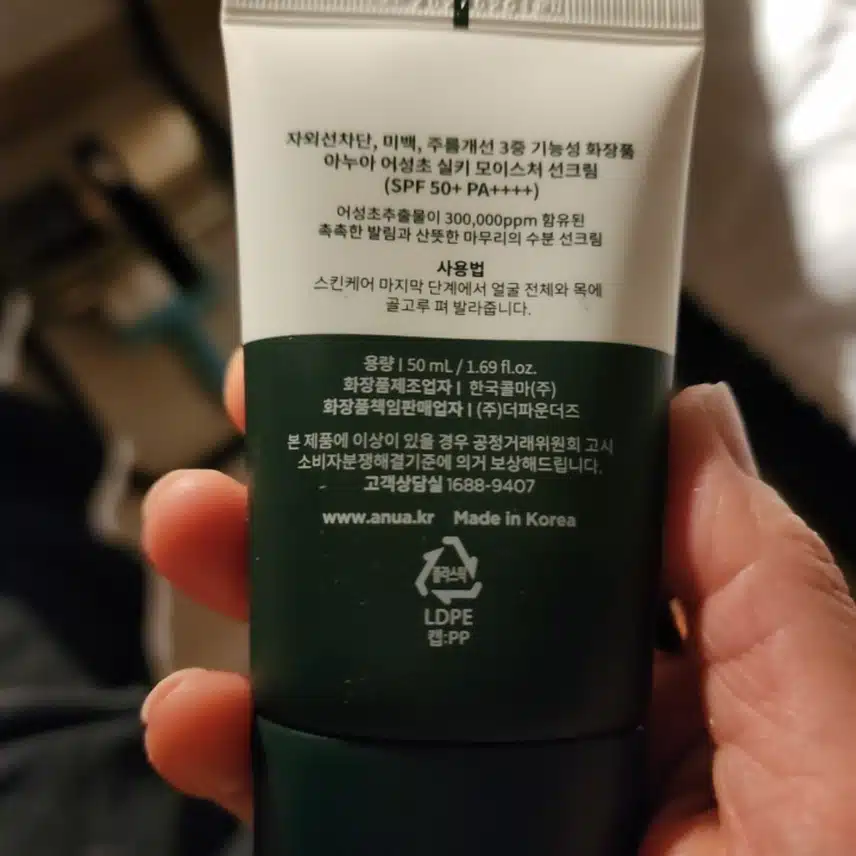 자외선차단, 미백, 주름개선 3중 기능성 화장품
아누아 어성초 실키 모이스처 선크림
(SPF 50+ PA++++)
어성초추출물이 300,000ppm 함유된
촉촉한 발림과 산뜻한 마무리의 수분 선크림
사용법
스킨케어 마지막 단계에서 얼굴 전체와 목에
골고루 펴 발라줍니다.
용량 | 50 mL / 1.69 fl.oz.
화장품제조업자 | 한국콜마(주)
화장품책임판매업자 | (주)더파운더즈
본 제품에 이상이 있을 경우 공정거래위원회 고시
소비자분쟁해결기준에 의거 보상해드립니다.
고객상담실 1688-9407
www.anua.kr Made in Korea
플라스틱
LDPE
캡:PP